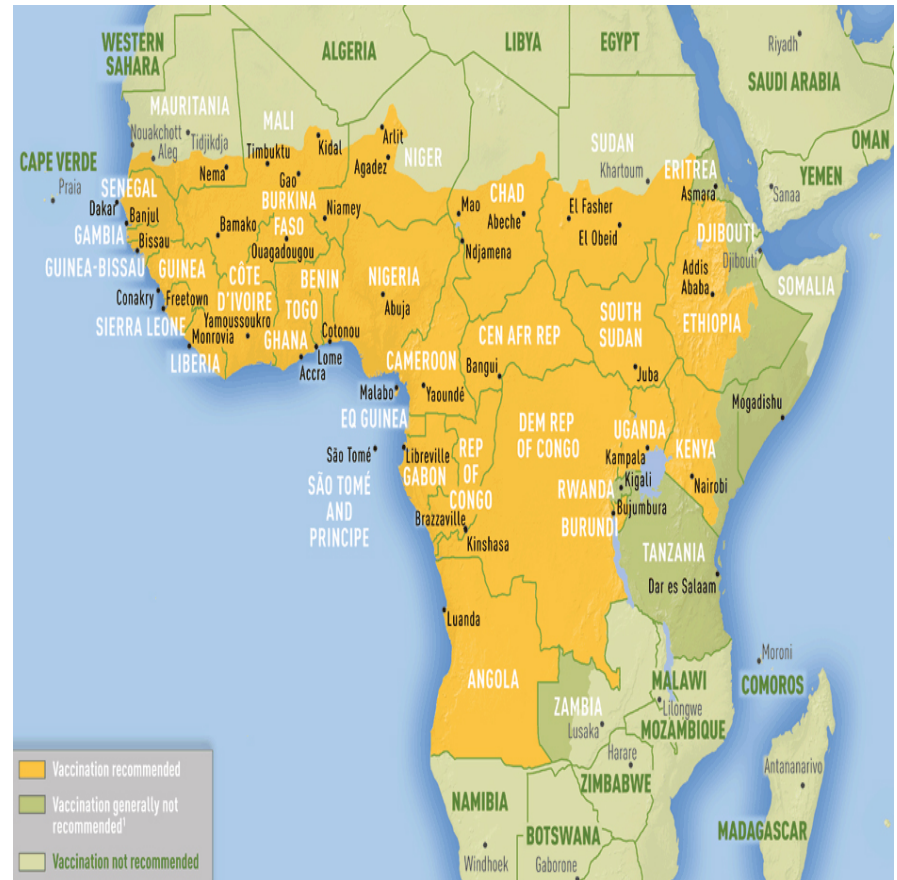 WESTERN
SAHARA
ALGERIA
LIBYA
EGYPT
Riyadh
SAUDI ARABIA
MAURITANIA
Nouakchott
Tidjikdja
Aleg
MALI
Timbuktu
Kidal
Arlit
Agadez
NIGER
SUDAN
Khartoum
ERITREA
Asmara
OMAN
YEMEN
Sanaa
CAPE VERDE
Praia
Nema
Gao
SENEGAL
Dakar
Banjul
GAMBIA
Bissau
GUINEA-BISSAU
BURKINA
FASO
Niamey
Bamako
Ouagadougou
CHAD
Mao
Abeche
Ndjamena
El Fasher
El Obeid
DJIBOUTI
Djibouti
SOMALIA
GUINEA
Conakry
Freetown
SIERRA LEONE
CÔTE
D'IVOIRE
Yamoussoukro
Monrovia
LIBERIA
BENIN
TOGO
GHANA
Cotonou
Lome
Accra
NIGERIA
Abuja
Addis
Ababa
ETHIOPIA
SOUTH
SUDAN
Juba
CEN AFR REP
Bangui
CAMEROON
Yaoundé
Malabo
EQ GUINEA
São Tomé
SÃO TOMÉ
AND
PRINCIPE
Libreville
GABON
REP
OF
CONGO
Brazzaville
Kinshasa
DEM REP
OF CONGO
UGANDA
Kampala
KENYA
Nairobi
Mogadishu
RWANDA
Kigali
Bujumbura
BURUNDI
TANZANIA
Dar es Salaam
Luanda
ANGOLA
ZAMBIA
Lusaka
MALAWI
Lilongwe
MOZAMBIQUE
Moroni
COMOROS
Harare
ZIMBABWE
Antananarivo
MADAGASCAR
NAMIBIA
Windhoek
BOTSWANA
Gaborone
Vaccination recommended
Vaccination generally not
recommended¹
Vaccination not recommended